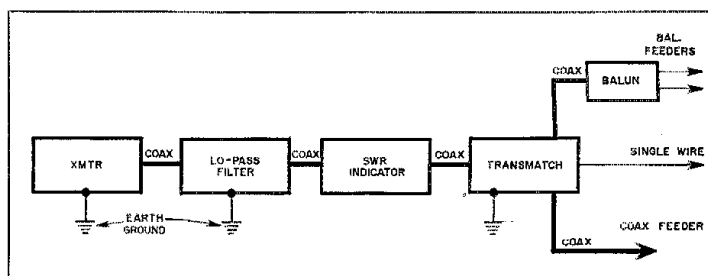 BAL.
FEEDERS
COAX
BALUN
XMTR
COAX
LO-PASS
FILTER
COAX
SWR
INDICATOR
COAX
TRANSMATCH
SINGLE WIRE
EARTH
GROUND
COAX FEEDER
COAX